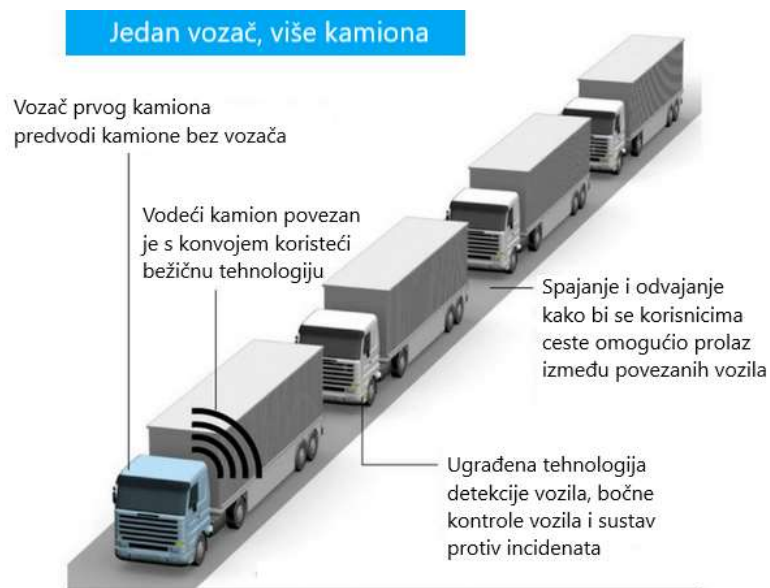 Jedan vozač, više kamiona
Vozač prvog kamiona
predvodi kamione bez vozača
Vodeći kamion povezan
je s konvojem koristeći
bežičnu tehnologiju
Spajanje i odvajanje
kako bi se korisnicima
ceste omogućio prolaz
između povezanih vozila
Ugrađena tehnologija
detekcije vozila, bočne
kontrole vozila i sustav
protiv incidenata